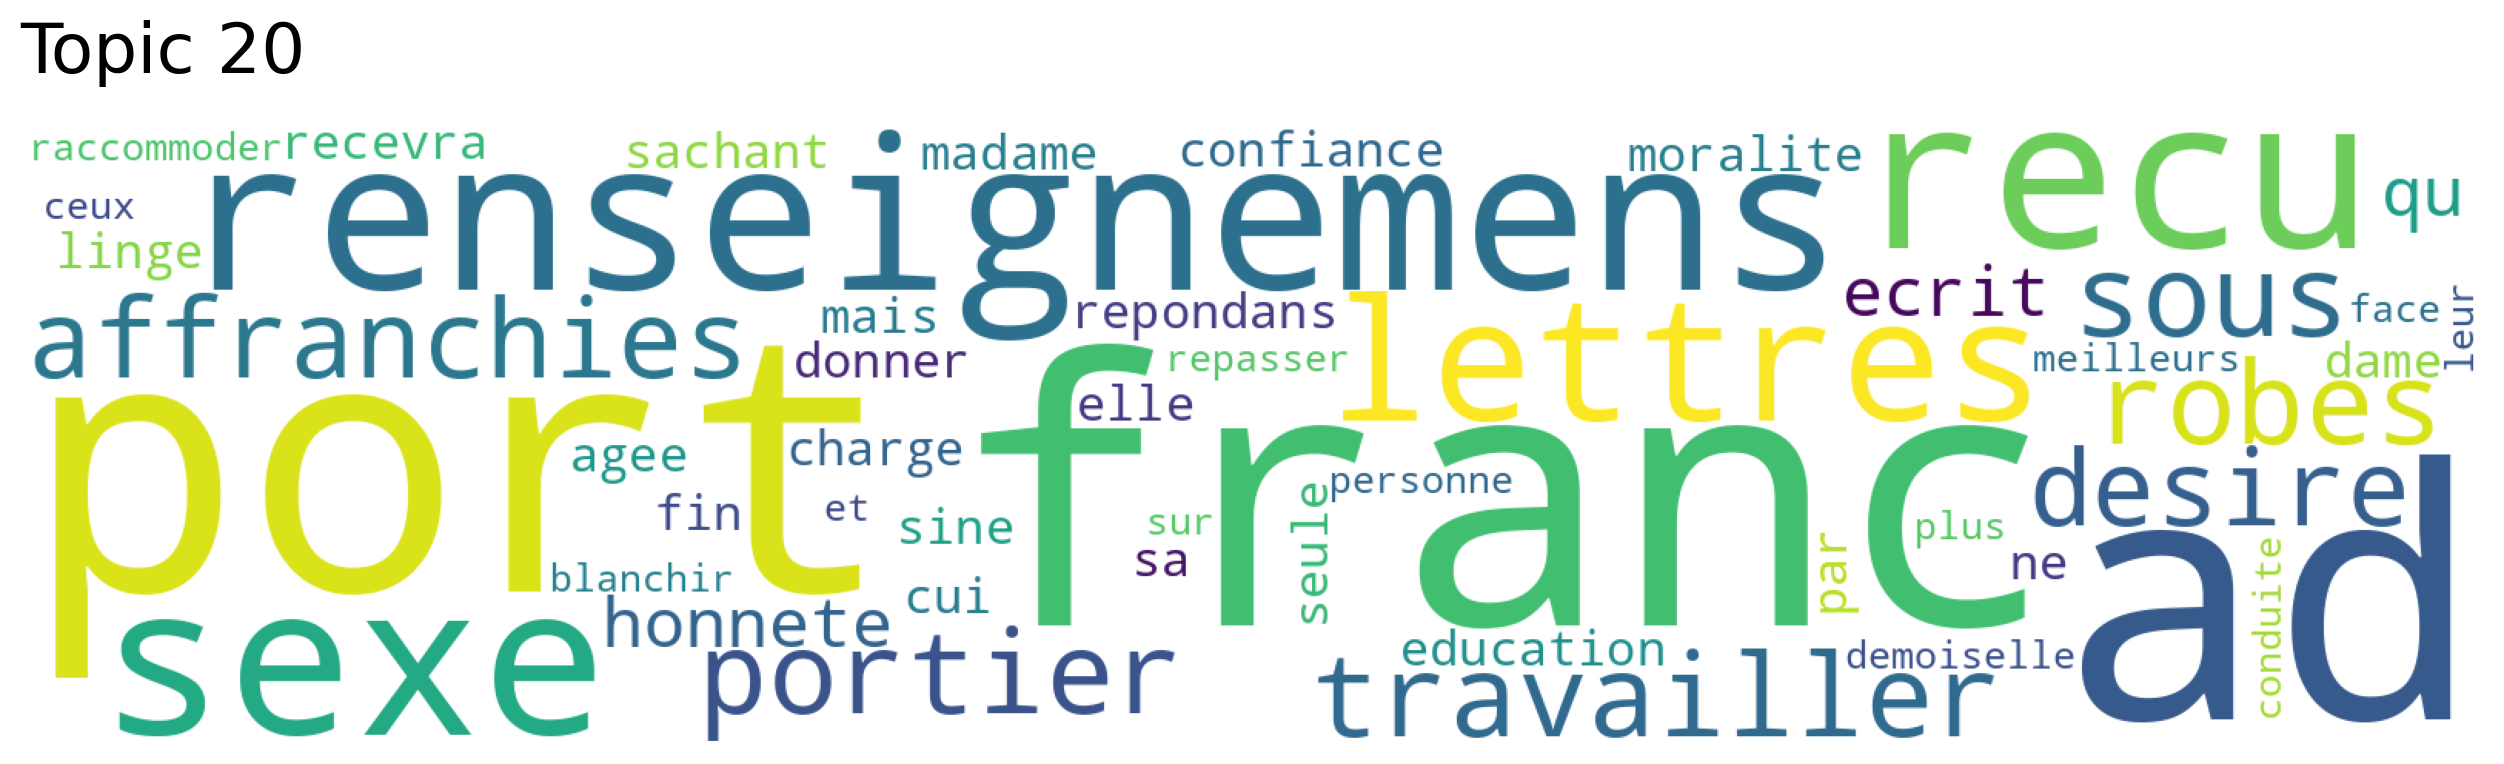 Topic 20
raccommoder recevra sachant madame confiance moralite recu qu
ceux renseignemens
linge
affranchies mais repondans lettres ecrit sous face leur
donner repasser meilleurs dame
port franc elle robes
agee charge personne desire
fin et sine sur seule plus
sa par ne ad
blanchir cui conduite
sexe honnete
portier education demoiselle
travailler